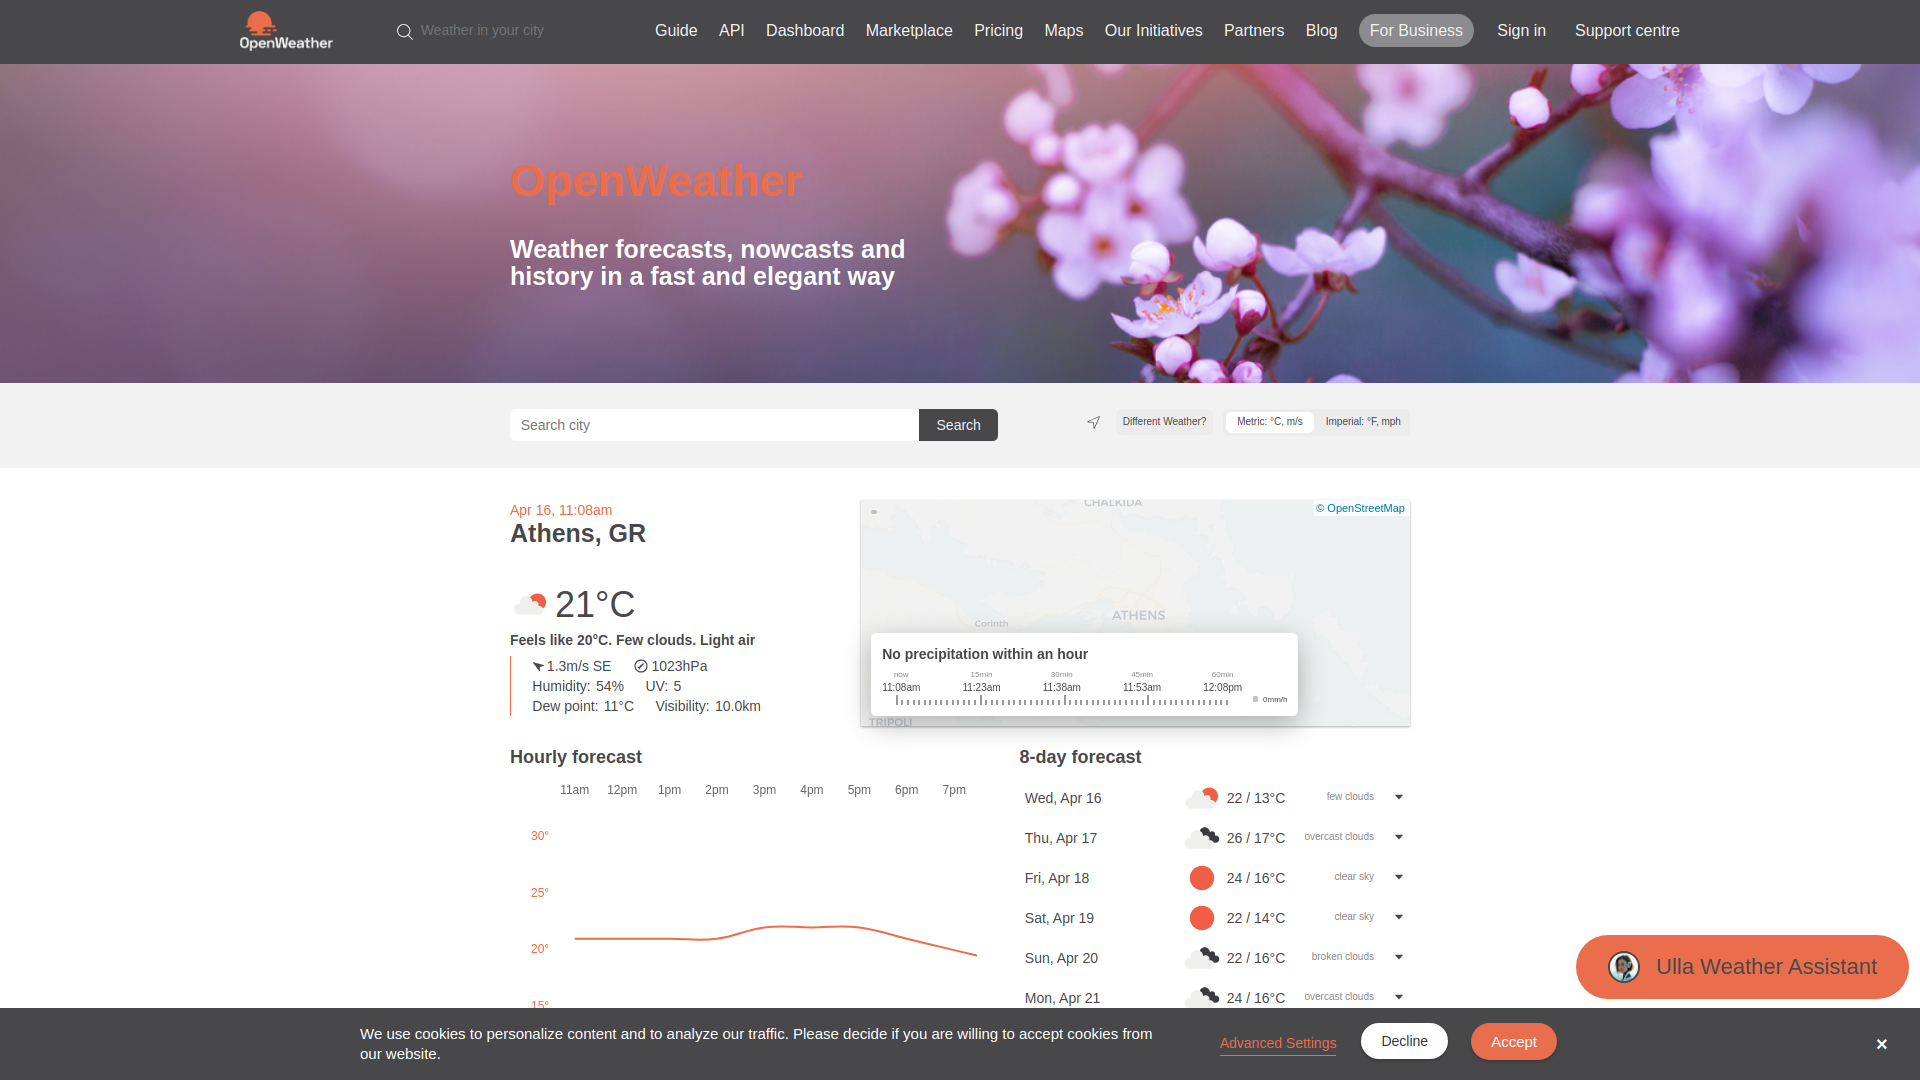 OpenWeather
Weather in your city
Guide API Dashboard Marketplace Pricing Maps Our Initiatives Partners Blog For Business Sign in Support centre
OpenWeather
Weather forecasts, nowcasts and
history in a fast and elegant way
Search city
Search
Different Weather?
Metric: °C, m/s
Imperial: °F, mph
Apr 16, 11:08am
Athens, GR
21°C
Feels like 20°C. Few clouds. Light air
1.3m/s SE 1023hPa
Humidity: 54% UV: 5
Dew point: 11°C Visibility: 10.0km
CHALKIDA
© OpenStreetMap
ATHENS
Corinth
No precipitation within an hour
now 15min 30min 45min 60min
11:08am 11:23am 11:38am 11:53am 12:08pm
0mm/h
TRIPOLI
Hourly forecast
11am 12pm 1pm 2pm 3pm 4pm 5pm 6pm 7pm
30°
25°
20°
15°
8-day forecast
Wed, Apr 16 22 / 13°C few clouds
Thu, Apr 17 26 / 17°C overcast clouds
Fri, Apr 18 24 / 16°C clear sky
Sat, Apr 19 22 / 14°C clear sky
Sun, Apr 20 22 / 16°C broken clouds
Mon, Apr 21 24 / 16°C overcast clouds
Ulla Weather Assistant
We use cookies to personalize content and to analyze our traffic. Please decide if you are willing to accept cookies from
our website.
Advanced Settings
Decline
Accept
×